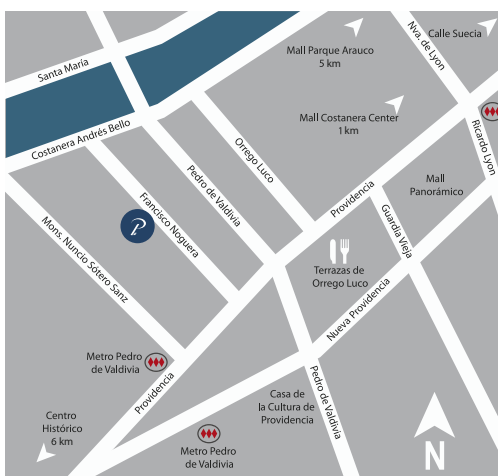 Calle Suecia
Nva. de Lyon
Mall Parque Arauco
5 km
Santa María
Mall Costanera Center
1 km
Ricardo Lyon
Costanera Andrés Bello
Orrego Luco
Pedro de Valdivia
Mall
Panorámico
Providencia
Francisco Noguera
P
Guardia Vieja
Mons. Nuncio Sótero Sanz
Terrazas de
Orrego Luco
Nueva Providencia
Metro Pedro
de Valdivia
Providencia
Pedro de Valdivia
Casa de
la Cultura de
Providencia
Centro
Histórico
6 km
Metro Pedro
de Valdivia
N